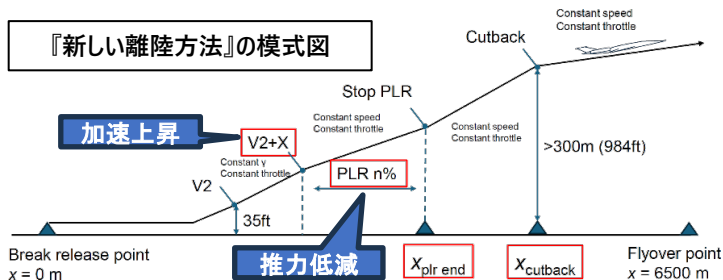 『新しい離陸方法』の模式図
Constant speed
Constant throttle
Cutback
Stop PLR
加速上昇
V2+X
Constant speed
Constant throttle
Constant speed
Constant throttle
>300m (984ft)
Constant γ
Constant throttle
PLR n%
V2
35ft
推力低減
Break release point
x = 0 m
xplr end
xcutback
Flyover point
x = 6500 m